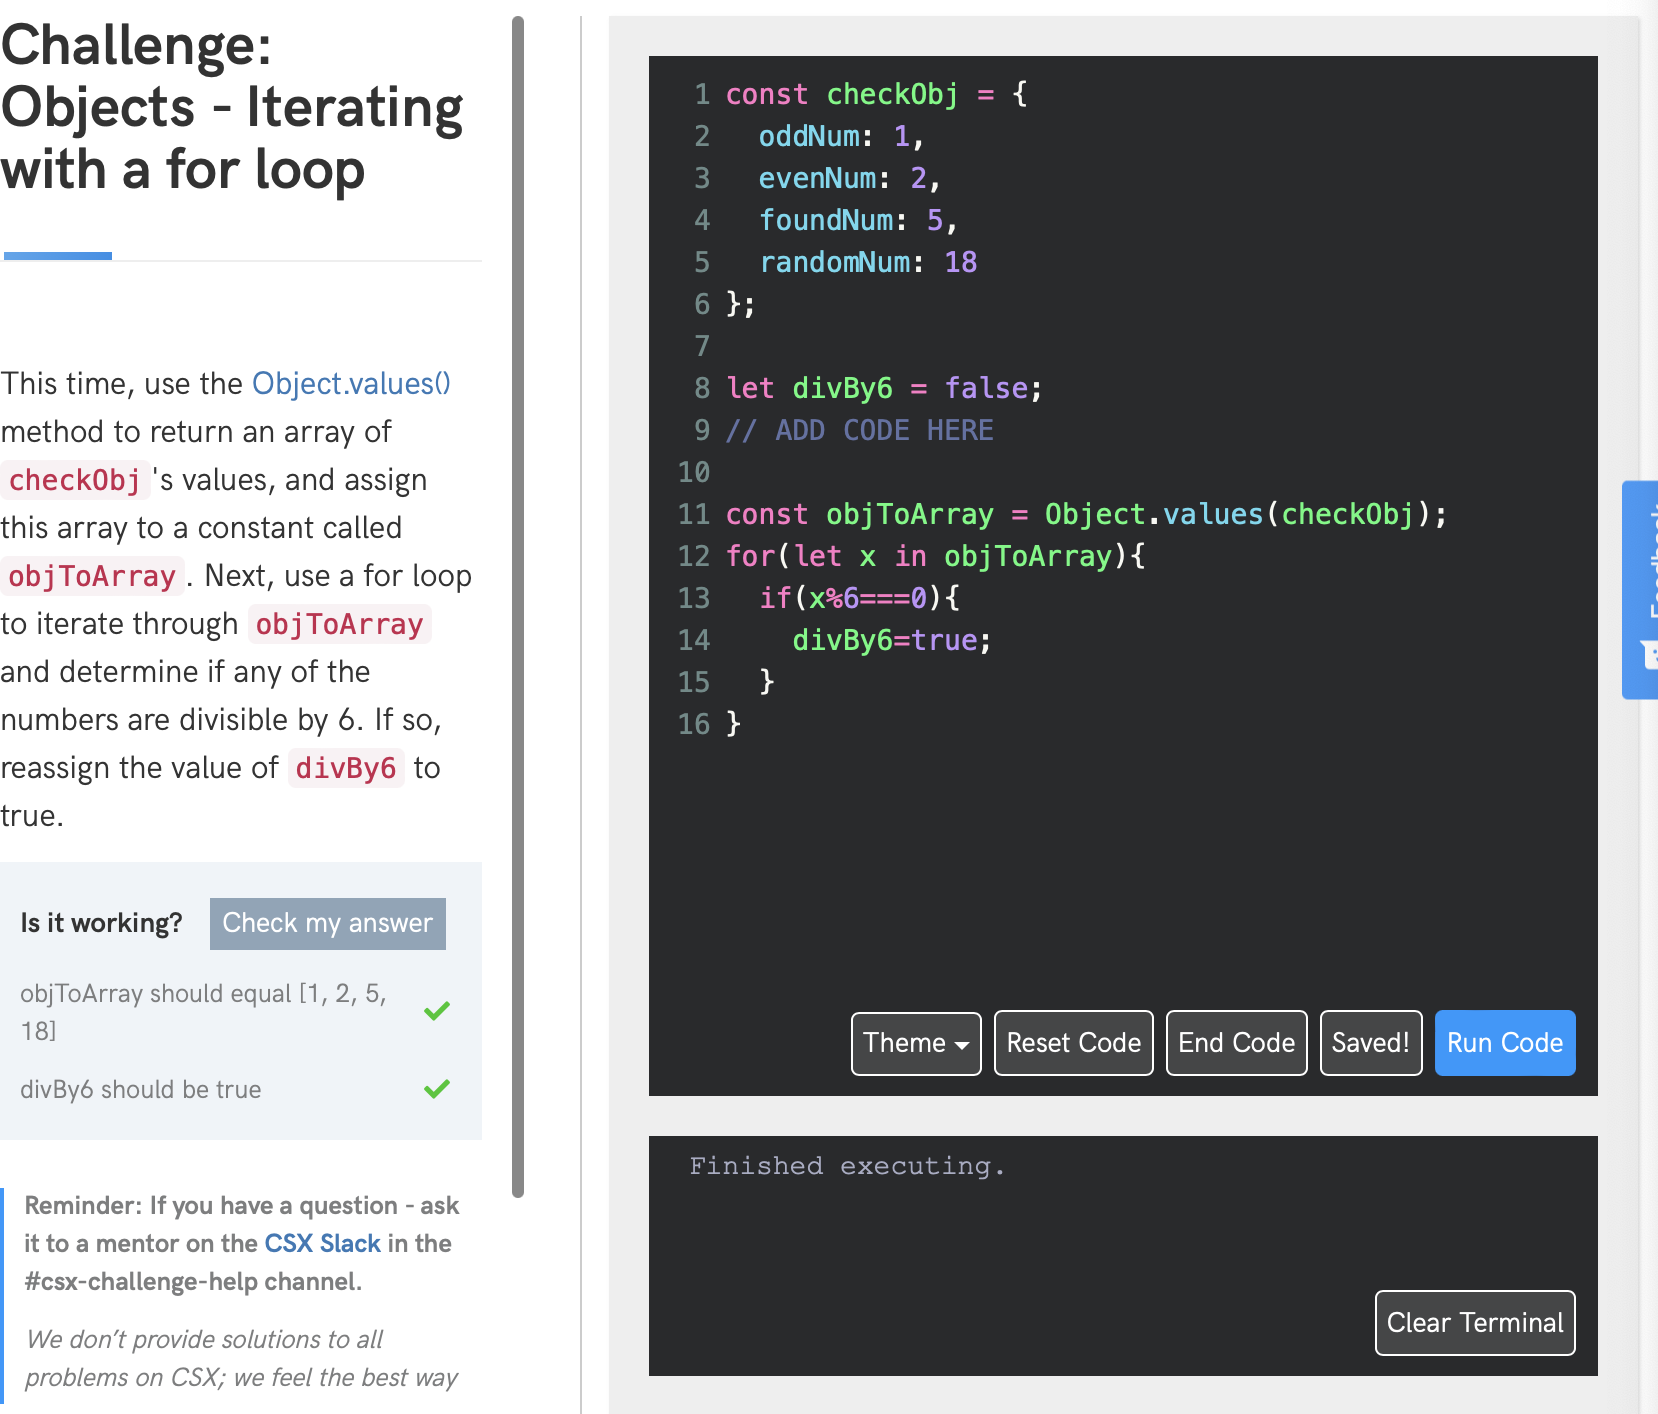 Challenge:
Objects - Iterating
with a for loop
This time, use the Object.values()
method to return an array of
checkObj 's values, and assign
this array to a constant called
objToArray . Next, use a for loop
to iterate through objToArray
and determine if any of the
numbers are divisible by 6. If so,
reassign the value of divBy6 to
true.
Is it working? Check my answer
objToArray should equal [1, 2, 5,
18]
divBy6 should be true
Reminder: If you have a question - ask
it to a mentor on the CSX Slack in the
#csx-challenge-help channel.
We don't provide solutions to all
problems on CSX; we feel the best way
1 const checkObj = {
2 oddNum: 1,
3 evenNum: 2,
4 foundNum: 5,
5 randomNum: 18
6 };
7
8 let divBy6 = false;
9 // ADD CODE HERE
10
11 const objToArray = Object.values(checkObj);
12 for(let x in objToArray){
13 if(x%6===0){
14 divBy6=true;
15 }
16 }
Theme Reset Code End Code Saved! Run Code
Finished executing.
Clear Terminal